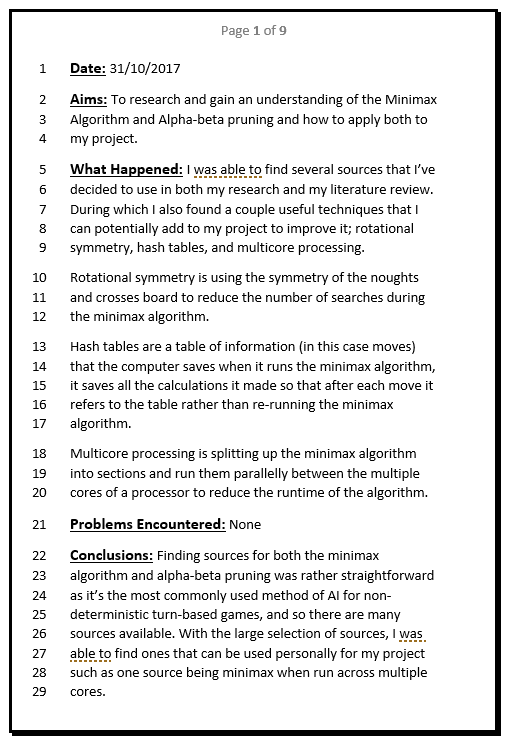 Page 1 of 9
1 Date: 31/10/2017
2 Aims: To research and gain an understanding of the Minimax
3 Algorithm and Alpha-beta pruning and how to apply both to
4 my project.
5 What Happened: I was able to find several sources that I've
6 decided to use in both my research and my literature review.
7 During which I also found a couple useful techniques that I
8 can potentially add to my project to improve it; rotational
9 symmetry, hash tables, and multicore processing.
10 Rotational symmetry is using the symmetry of the noughts
11 and crosses board to reduce the number of searches during
12 the minimax algorithm.
13 Hash tables are a table of information (in this case moves)
14 that the computer saves when it runs the minimax algorithm,
15 it saves all the calculations it made so that after each move it
16 refers to the table rather than re-running the minimax
17 algorithm.
18 Multicore processing is splitting up the minimax algorithm
19 into sections and run them parallelly between the multiple
20 cores of a processor to reduce the runtime of the algorithm.
21 Problems Encountered: None
22 Conclusions: Finding sources for both the minimax
23 algorithm and alpha-beta pruning was rather straightforward
24 as it's the most commonly used method of AI for non-
25 deterministic turn-based games, and so there are many
26 sources available. With the large selection of sources, I was
27 able to find ones that can be used personally for my project
28 such as one source being minimax when run across multiple
29 cores.